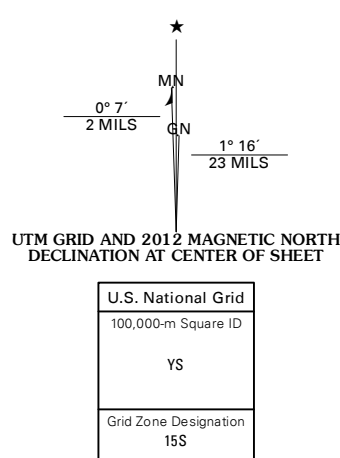 ★
MN
0° 7´
2 MILS
GN
1° 16´
23 MILS
UTM GRID AND 2012 MAGNETIC NORTH
DECLINATION AT CENTER OF SHEET
U.S. National Grid
100,000-m Square ID
YS
Grid Zone Designation
15S